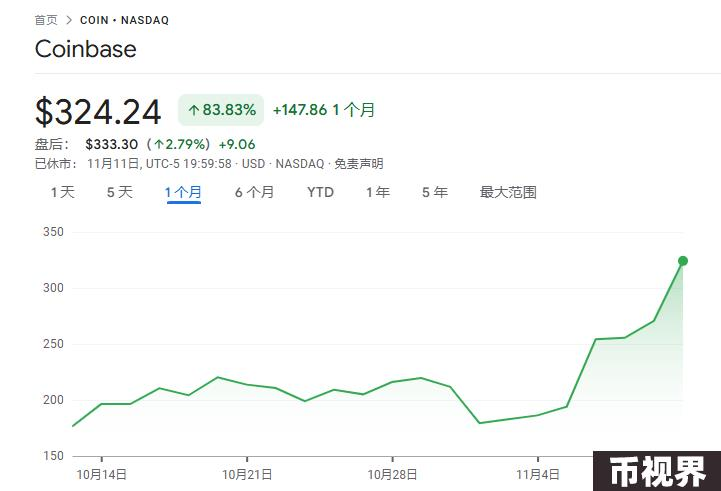 首页 > COIN • NASDAQ
Coinbase
$324.24 ↑ 83.83% +147.86 1 个月
盘后： $333.30 (↑2.79%) +9.06
已休市： 11月11日, UTC-5 19:59:58 · USD · NASDAQ · 免责声明
1 天 5 天 1 个月 6 个月 YTD 1 年 5 年 最大范围
350
300
250
200
150
10月14日 10月21日 10月28日 11月4日
币视界